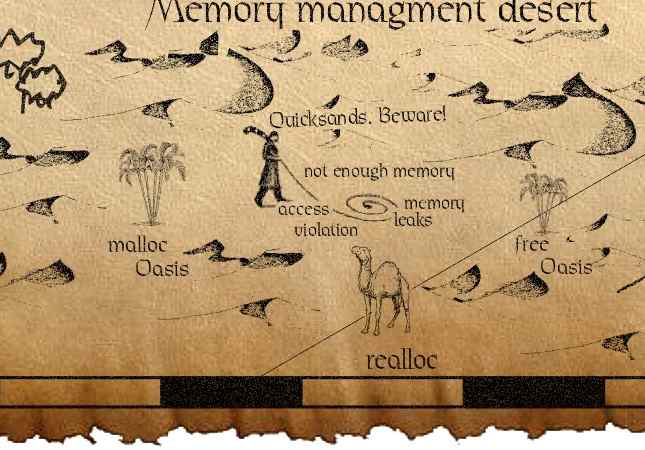 Memory managment desert
Quicksands. Beware!
not enough memory
access
violation
memory
leaks
malloc
Oasis
free
Oasis
realloc